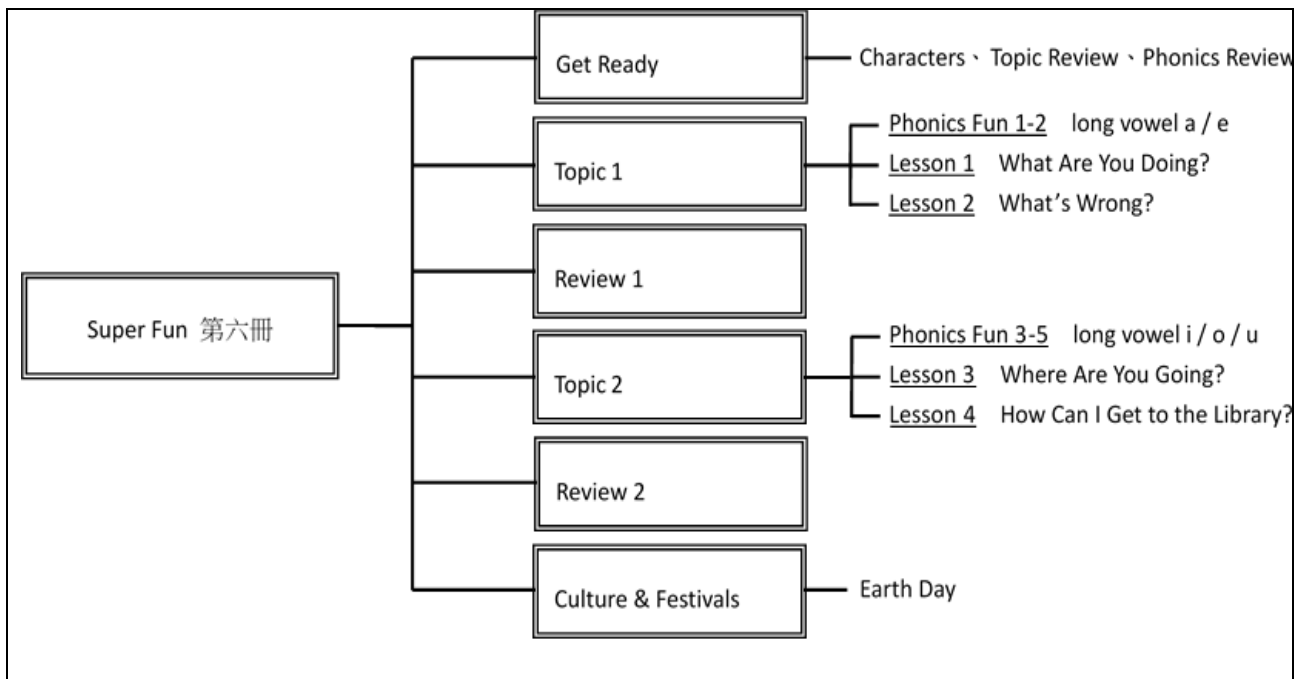 Super Fun 第六冊
Get Ready
Characters、Topic Review、Phonics Review
Topic 1
Phonics Fun 1-2 long vowel a / e
Lesson 1 What Are You Doing?
Lesson 2 What's Wrong?
Review 1
Topic 2
Phonics Fun 3-5 long vowel i / o / u
Lesson 3 Where Are You Going?
Lesson 4 How Can I Get to the Library?
Review 2
Culture & Festivals
Earth Day